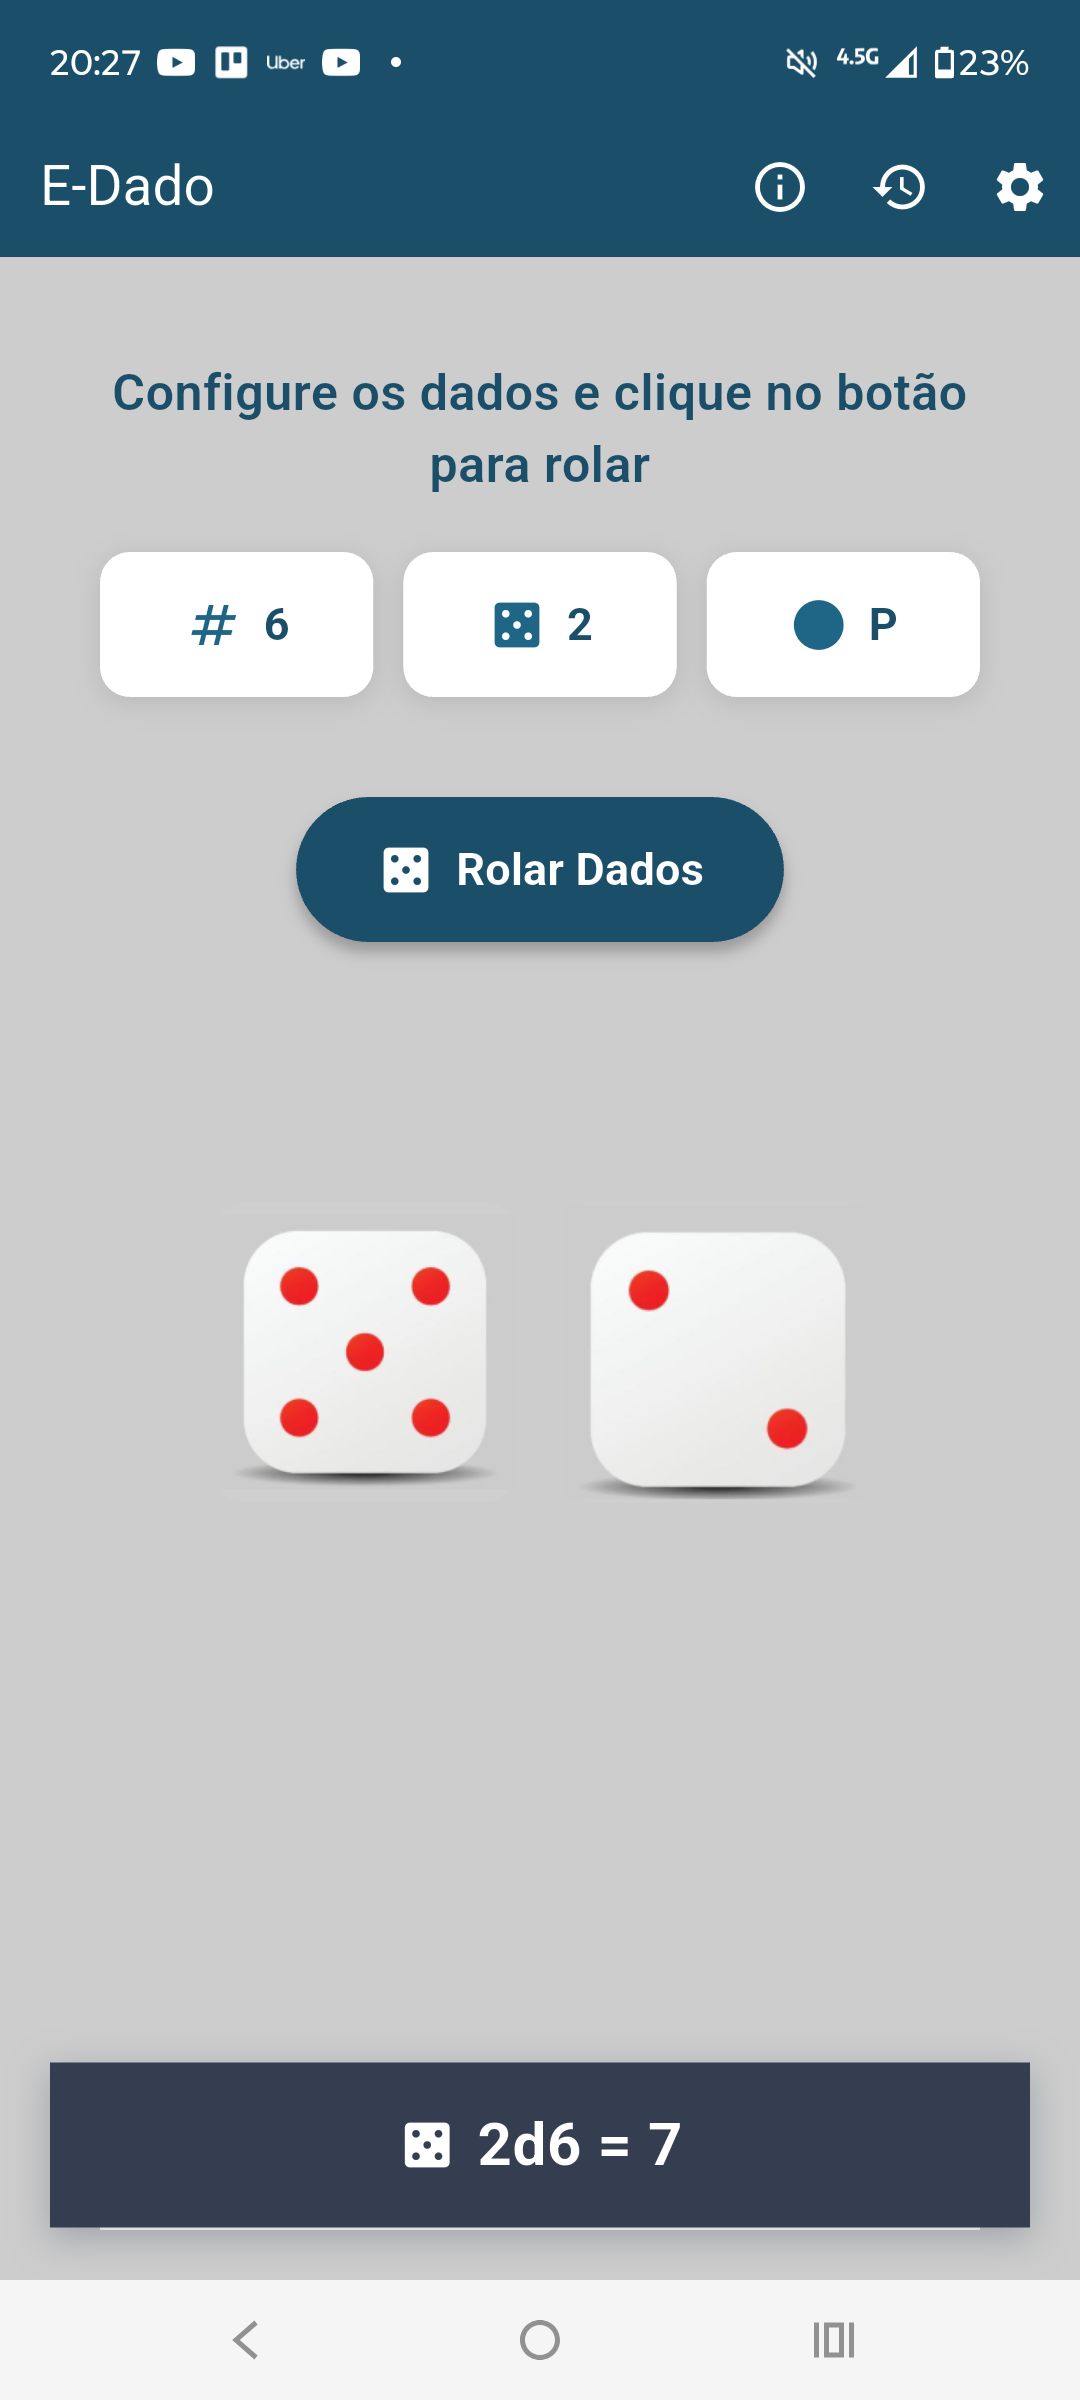 20:27 Uber 4.5G 23%
E-Dado
Configure os dados e clique no botão
para rolar
# 6 2 P
Rolar Dados
2d6 = 7